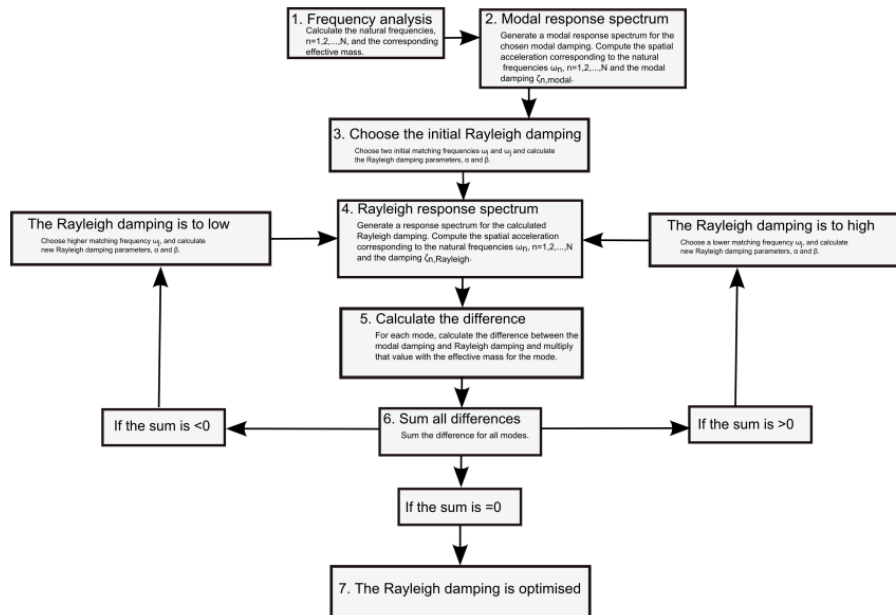 1. Frequency analysis
Calculate the natural frequencies,
n=1,2,...,N, and the corresponding
effective mass.
2. Modal response spectrum
Generate a modal response spectrum for the
chosen modal damping. Compute the spatial
acceleration corresponding to the natural
frequencies ωn, n=1,2,...,N and the modal
damping ζn,modal.
3. Choose the initial Rayleigh damping
Choose two initial matching frequencies ωi and ωj and calculate
the Rayleigh damping parameters, α and β.
The Rayleigh damping is to low
Choose higher matching frequency ωj, and calculate
new Rayleigh damping parameters, α and β.
4. Rayleigh response spectrum
Generate a response spectrum for the calculated
Rayleigh damping. Compute the spatial acceleration
corresponding to the natural frequencies ωn, n=1,2,...,N
and the damping ζn,Rayleigh.
The Rayleigh damping is to high
Choose a lower matching frequency ωj, and calculate
new Rayleigh damping parameters, α and β.
5. Calculate the difference
For each mode, calculate the difference between the
modal damping and Rayleigh damping and multiply
that value with the effective mass for the mode.
If the sum is <0
6. Sum all differences
Sum the difference for all modes.
If the sum is >0
If the sum is =0
7. The Rayleigh damping is optimised